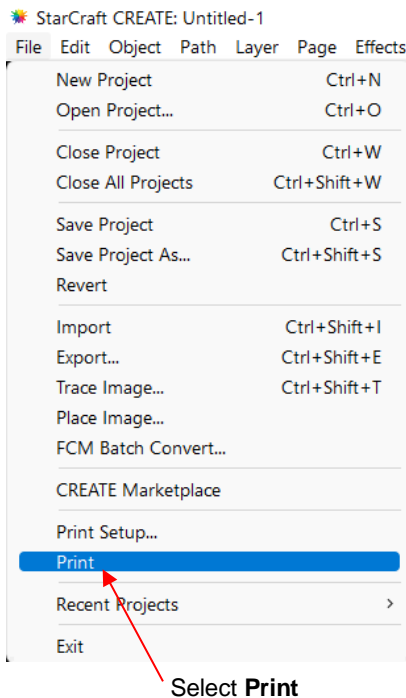 StarCraft CREATE: Untitled-1
File Edit Object Path Layer Page Effects
New Project Ctrl+N
Open Project... Ctrl+O
Close Project Ctrl+W
Close All Projects Ctrl+Shift+W
Save Project Ctrl+S
Save Project As... Ctrl+Shift+S
Revert
Import Ctrl+Shift+I
Export... Ctrl+Shift+E
Trace Image... Ctrl+Shift+T
Place Image...
FCM Batch Convert...
CREATE Marketplace
Print Setup...
Print
Recent Projects >
Exit
Select Print